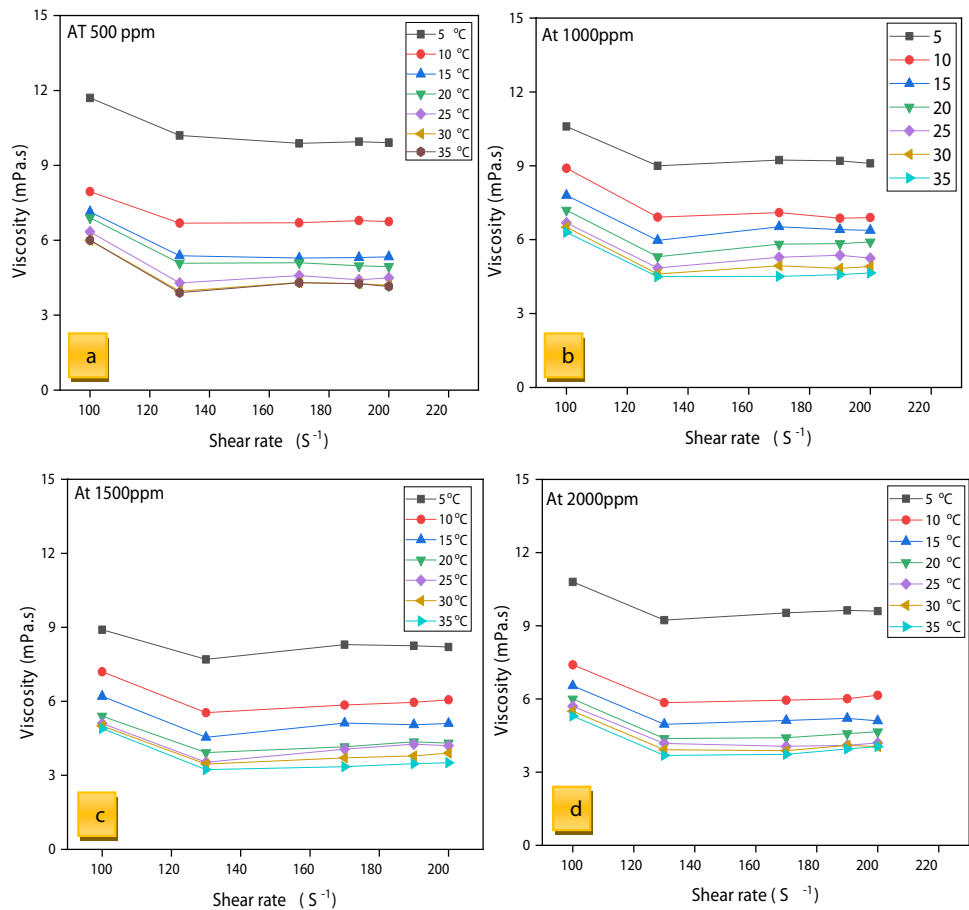 AT 500 ppm
15
12
9
6
3
0
Viscosity (mPa.s)
5 °C
10 °C
15 °C
20 °C
25 °C
30 °C
35 °C
a
100 120 140 160 180 200 220
Shear rate (S⁻¹)
At 1000ppm
15
12
9
6
3
0
Viscosity (mPa.s)
5
10
15
20
25
30
35
b
100 120 140 160 180 200 220
Shear rate (S⁻¹)
At 1500ppm
15
12
9
6
3
0
Viscosity (mPa.s)
5°C
10°C
15°C
20°C
25°C
30°C
35°C
c
100 120 140 160 180 200
Shear rate (S⁻¹)
At 2000ppm
15
12
9
6
3
0
Viscosity (mPa.s)
5 °C
10 °C
15 °C
20 °C
25 °C
30 °C
35 °C
d
100 120 140 160 180 200 220
Shear rate (S⁻¹)